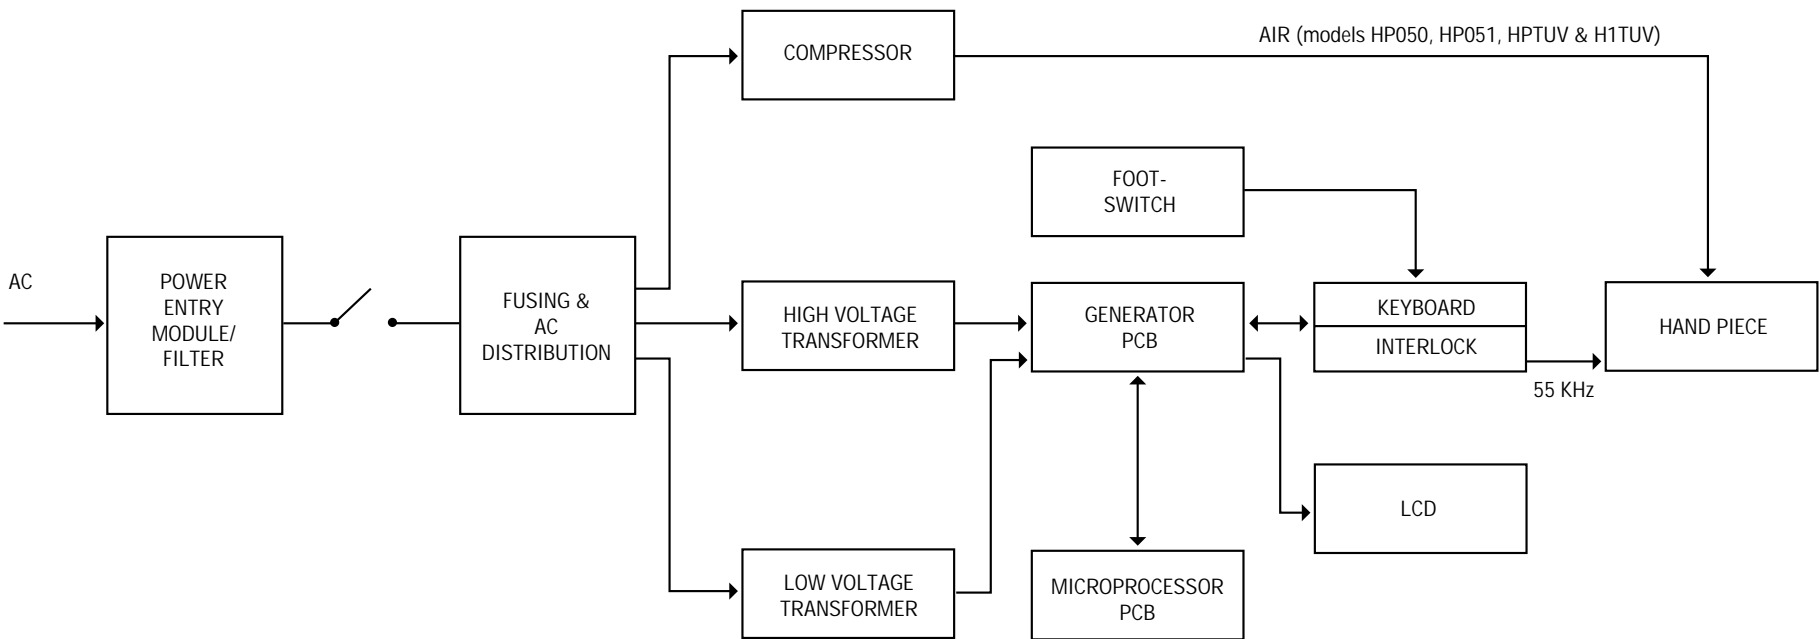 COMPRESSOR
AIR (models HP050, HP051, HPTUV & H1TUV)
FOOT-
SWITCH
AC
POWER
ENTRY
MODULE/
FILTER
FUSING &
AC
DISTRIBUTION
HIGH VOLTAGE
TRANSFORMER
GENERATOR
PCB
KEYBOARD
INTERLOCK
HAND PIECE
55 KHz
LCD
LOW VOLTAGE
TRANSFORMER
MICROPROCESSOR
PCB